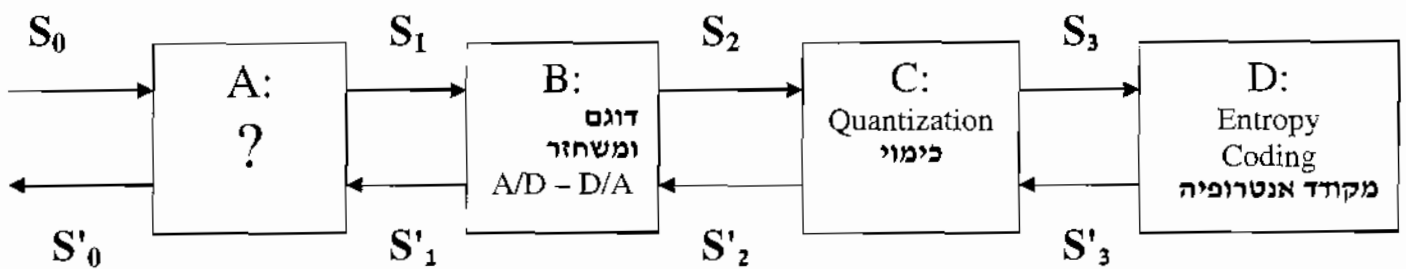 S₀
S₁
S₂
S₃
A:
?
B:
דוגם
ומשחזר
A/D – D/A
C:
Quantization
כימוי
D:
Entropy
Coding
מקודד אנטרופיה
S'₀
S'₁
S'₂
S'₃